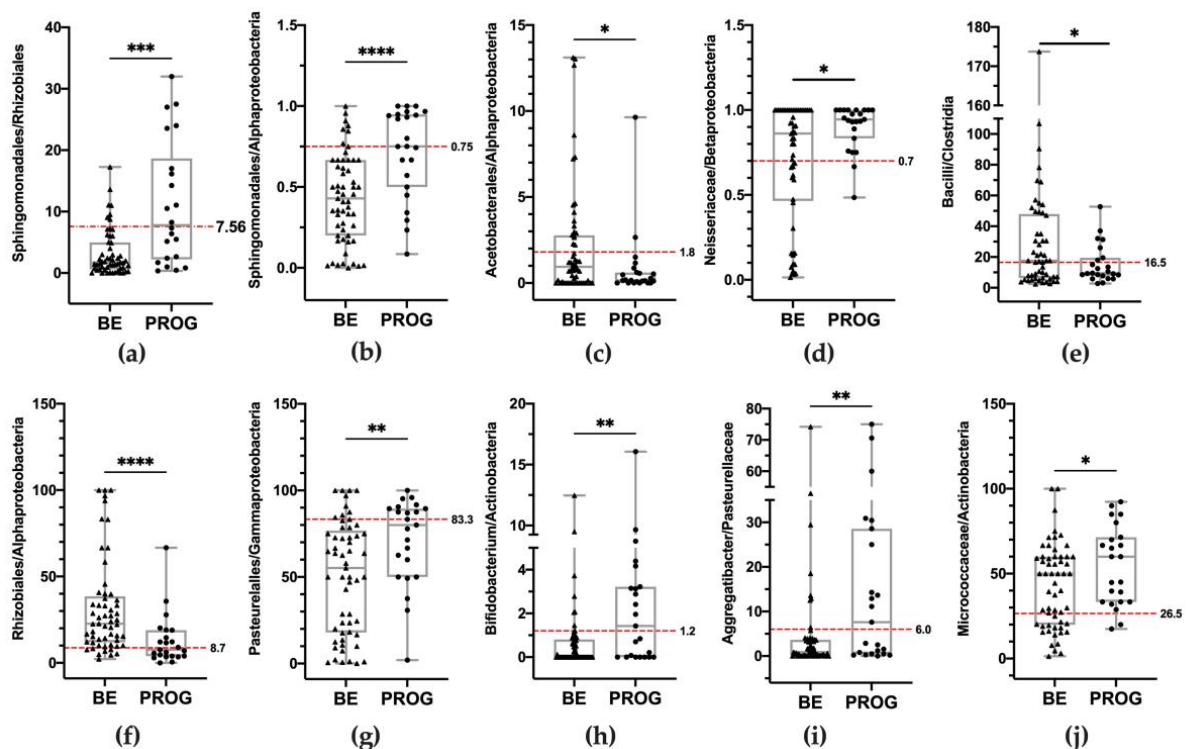 Sphingomonadales/Rhizobiales
40
30
20
10
0
***
7.56
BE PROG
(a)
Sphingomonadales/Alphaproteobacteria
1.5
1.0
0.5
0.0
****
0.75
BE PROG
(b)
Acetobacterales/Alphaproteobacteria
15
10
5
0
*
1.8
BE PROG
(c)
Neisseriaceae/Betaproteobacteria
1.5
1.0
0.5
0.0
*
0.7
BE PROG
(d)
Bacilli/Clostridia
180
170
160
100
80
60
40
20
0
*
16.5
BE PROG
(e)
Rhizobiales/Alphaproteobacteria
150
100
50
0
****
8.7
BE PROG
(f)
Pasteurelalles/Gammaproteobacteria
150
100
50
0
**
83.3
BE PROG
(g)
Bifidobacterium/Actinobacteria
20
16
12
6
4
2
0
**
1.2
BE PROG
(h)
Aggregatibacter/Pasteurellaceae
80
70
60
50
30
20
10
0
**
6.0
BE PROG
(i)
Micrococcaceae/Actinobacteria
150
100
50
0
*
26.5
BE PROG
(j)